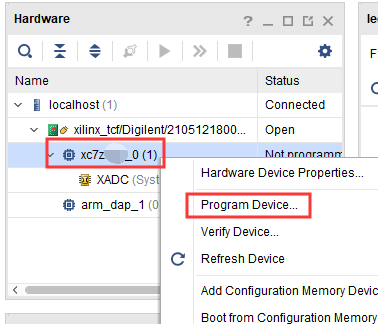 Hardware
? _ □ ⧉ ×
lec
F
Name
Status
localhost (1)
Connected
xilinx_tcf/Digilent/2105121800...
Open
xc7z _0 (1)
Not programm
XADC (Syst
arm_dap_1 (0
Hardware Device Properties...
Program Device...
Verify Device...
Refresh Device
Add Configuration Memory Devic
Boot from Configuration Memory